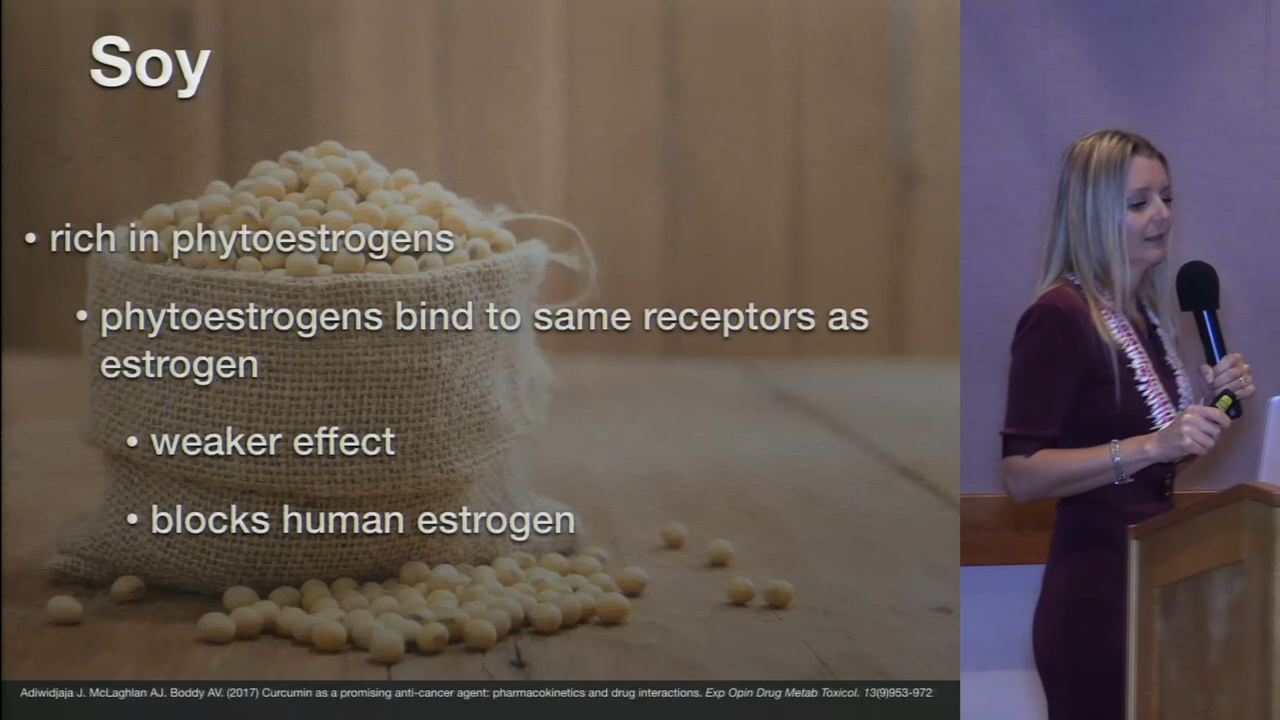 Soy
• rich in phytoestrogens
• phytoestrogens bind to same receptors as
estrogen
• weaker effect
• blocks human estrogen
Adiwidjaja J. McLaghlan AJ. Boddy AV. (2017) Curcumin as a promising anti-cancer agent: pharmacokinetics and drug interactions. Exp Opin Drug Metab Toxicol. 13(9)953-972